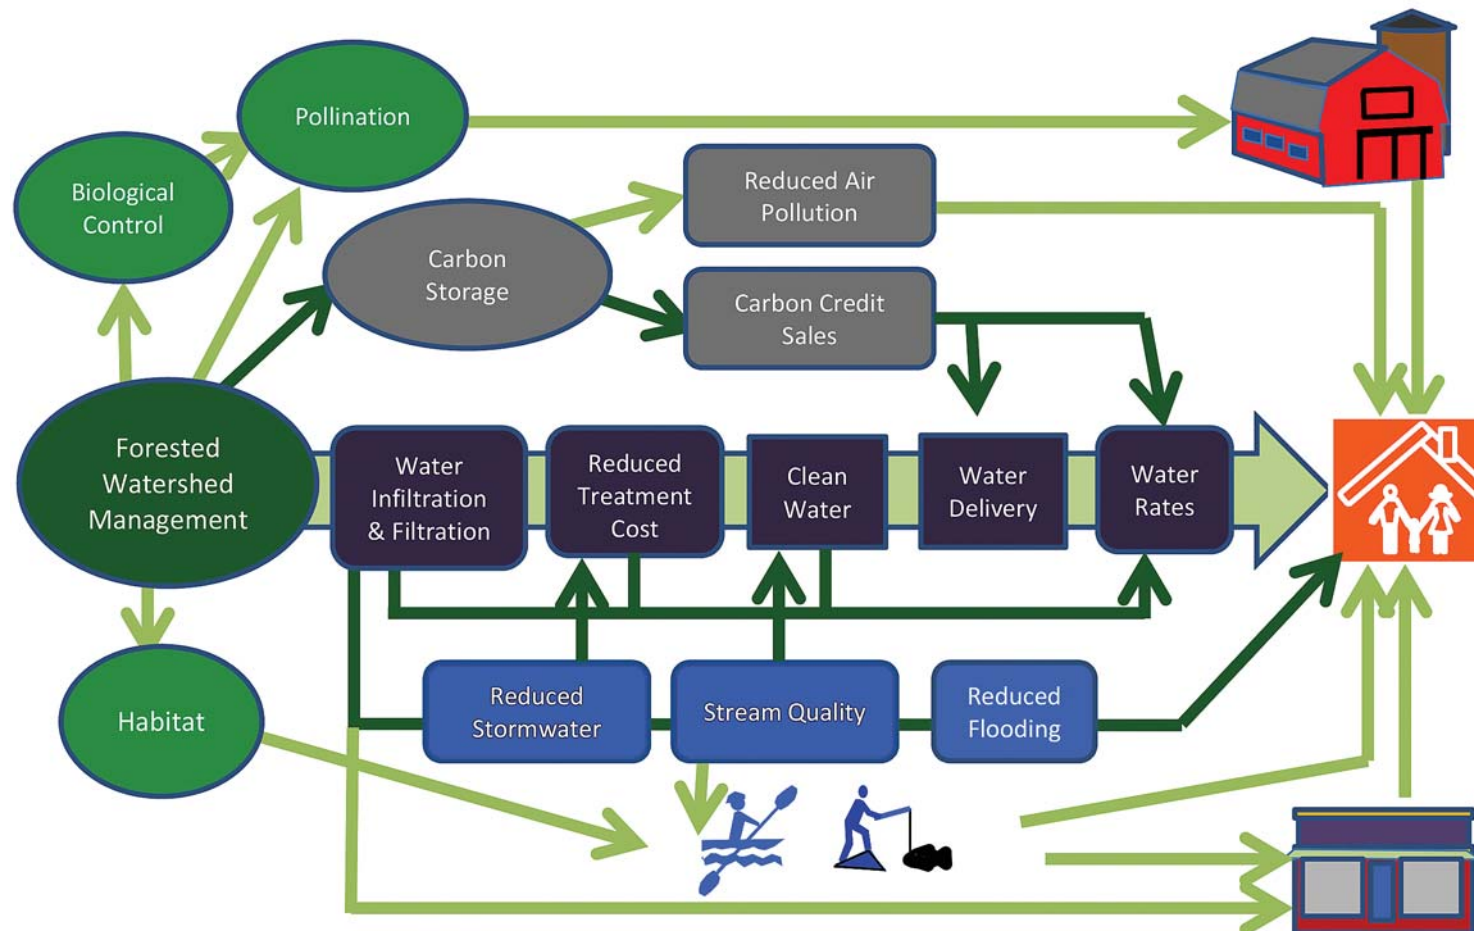 Pollination
Biological
Control
Reduced Air
Pollution
Carbon
Storage
Carbon Credit
Sales
Forested
Watershed
Management
Water
Infiltration
& Filtration
Reduced
Treatment
Cost
Clean
Water
Water
Delivery
Water
Rates
Habitat
Reduced
Stormwater
Stream Quality
Reduced
Flooding